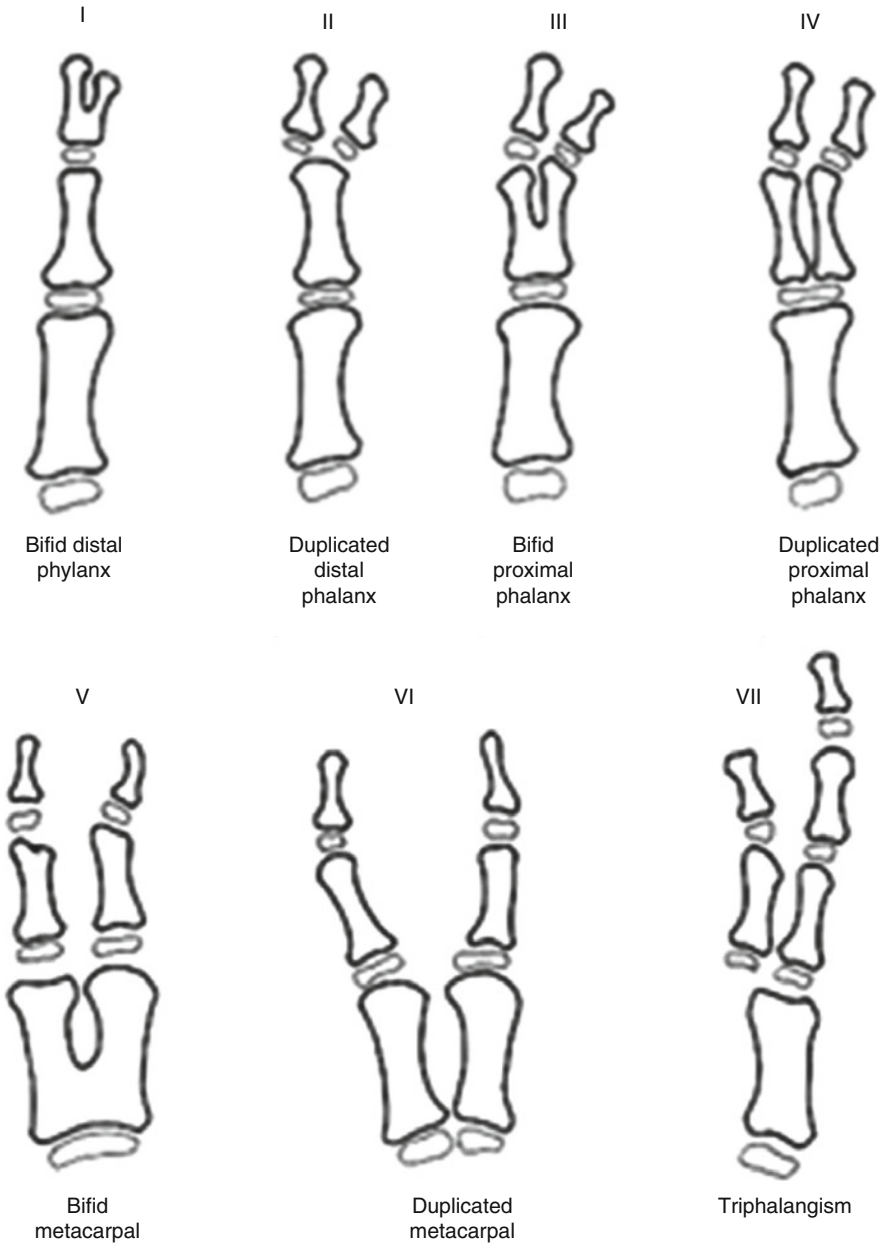 I
II
III
IV
Bifid distal
phylanx
Duplicated
distal
phalanx
Bifid
proximal
phalanx
Duplicated
proximal
phalanx
V
VI
VII
Bifid
metacarpal
Duplicated
metacarpal
Triphalangism